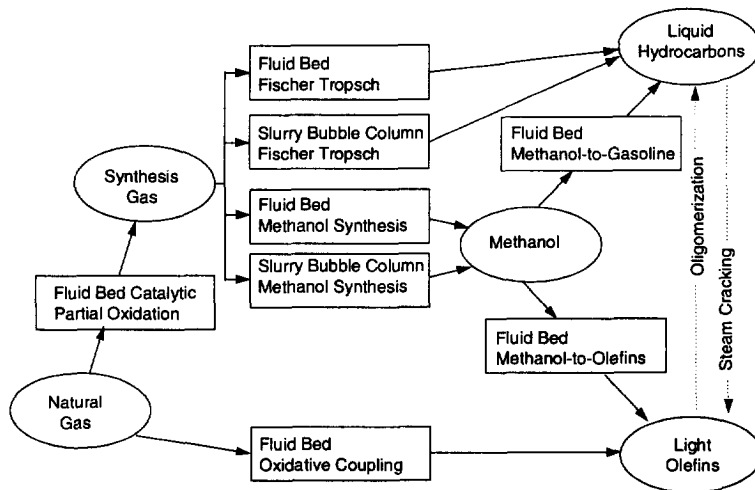 Liquid
Hydrocarbons
Fluid Bed
Fischer Tropsch
Slurry Bubble Column
Fischer Tropsch
Fluid Bed
Methanol-to-Gasoline
Synthesis
Gas
Fluid Bed
Methanol Synthesis
Methanol
Slurry Bubble Column
Methanol Synthesis
Oligomerization
Steam Cracking
Fluid Bed Catalytic
Partial Oxidation
Fluid Bed
Methanol-to-Olefins
Natural
Gas
Fluid Bed
Oxidative Coupling
Light
Olefins